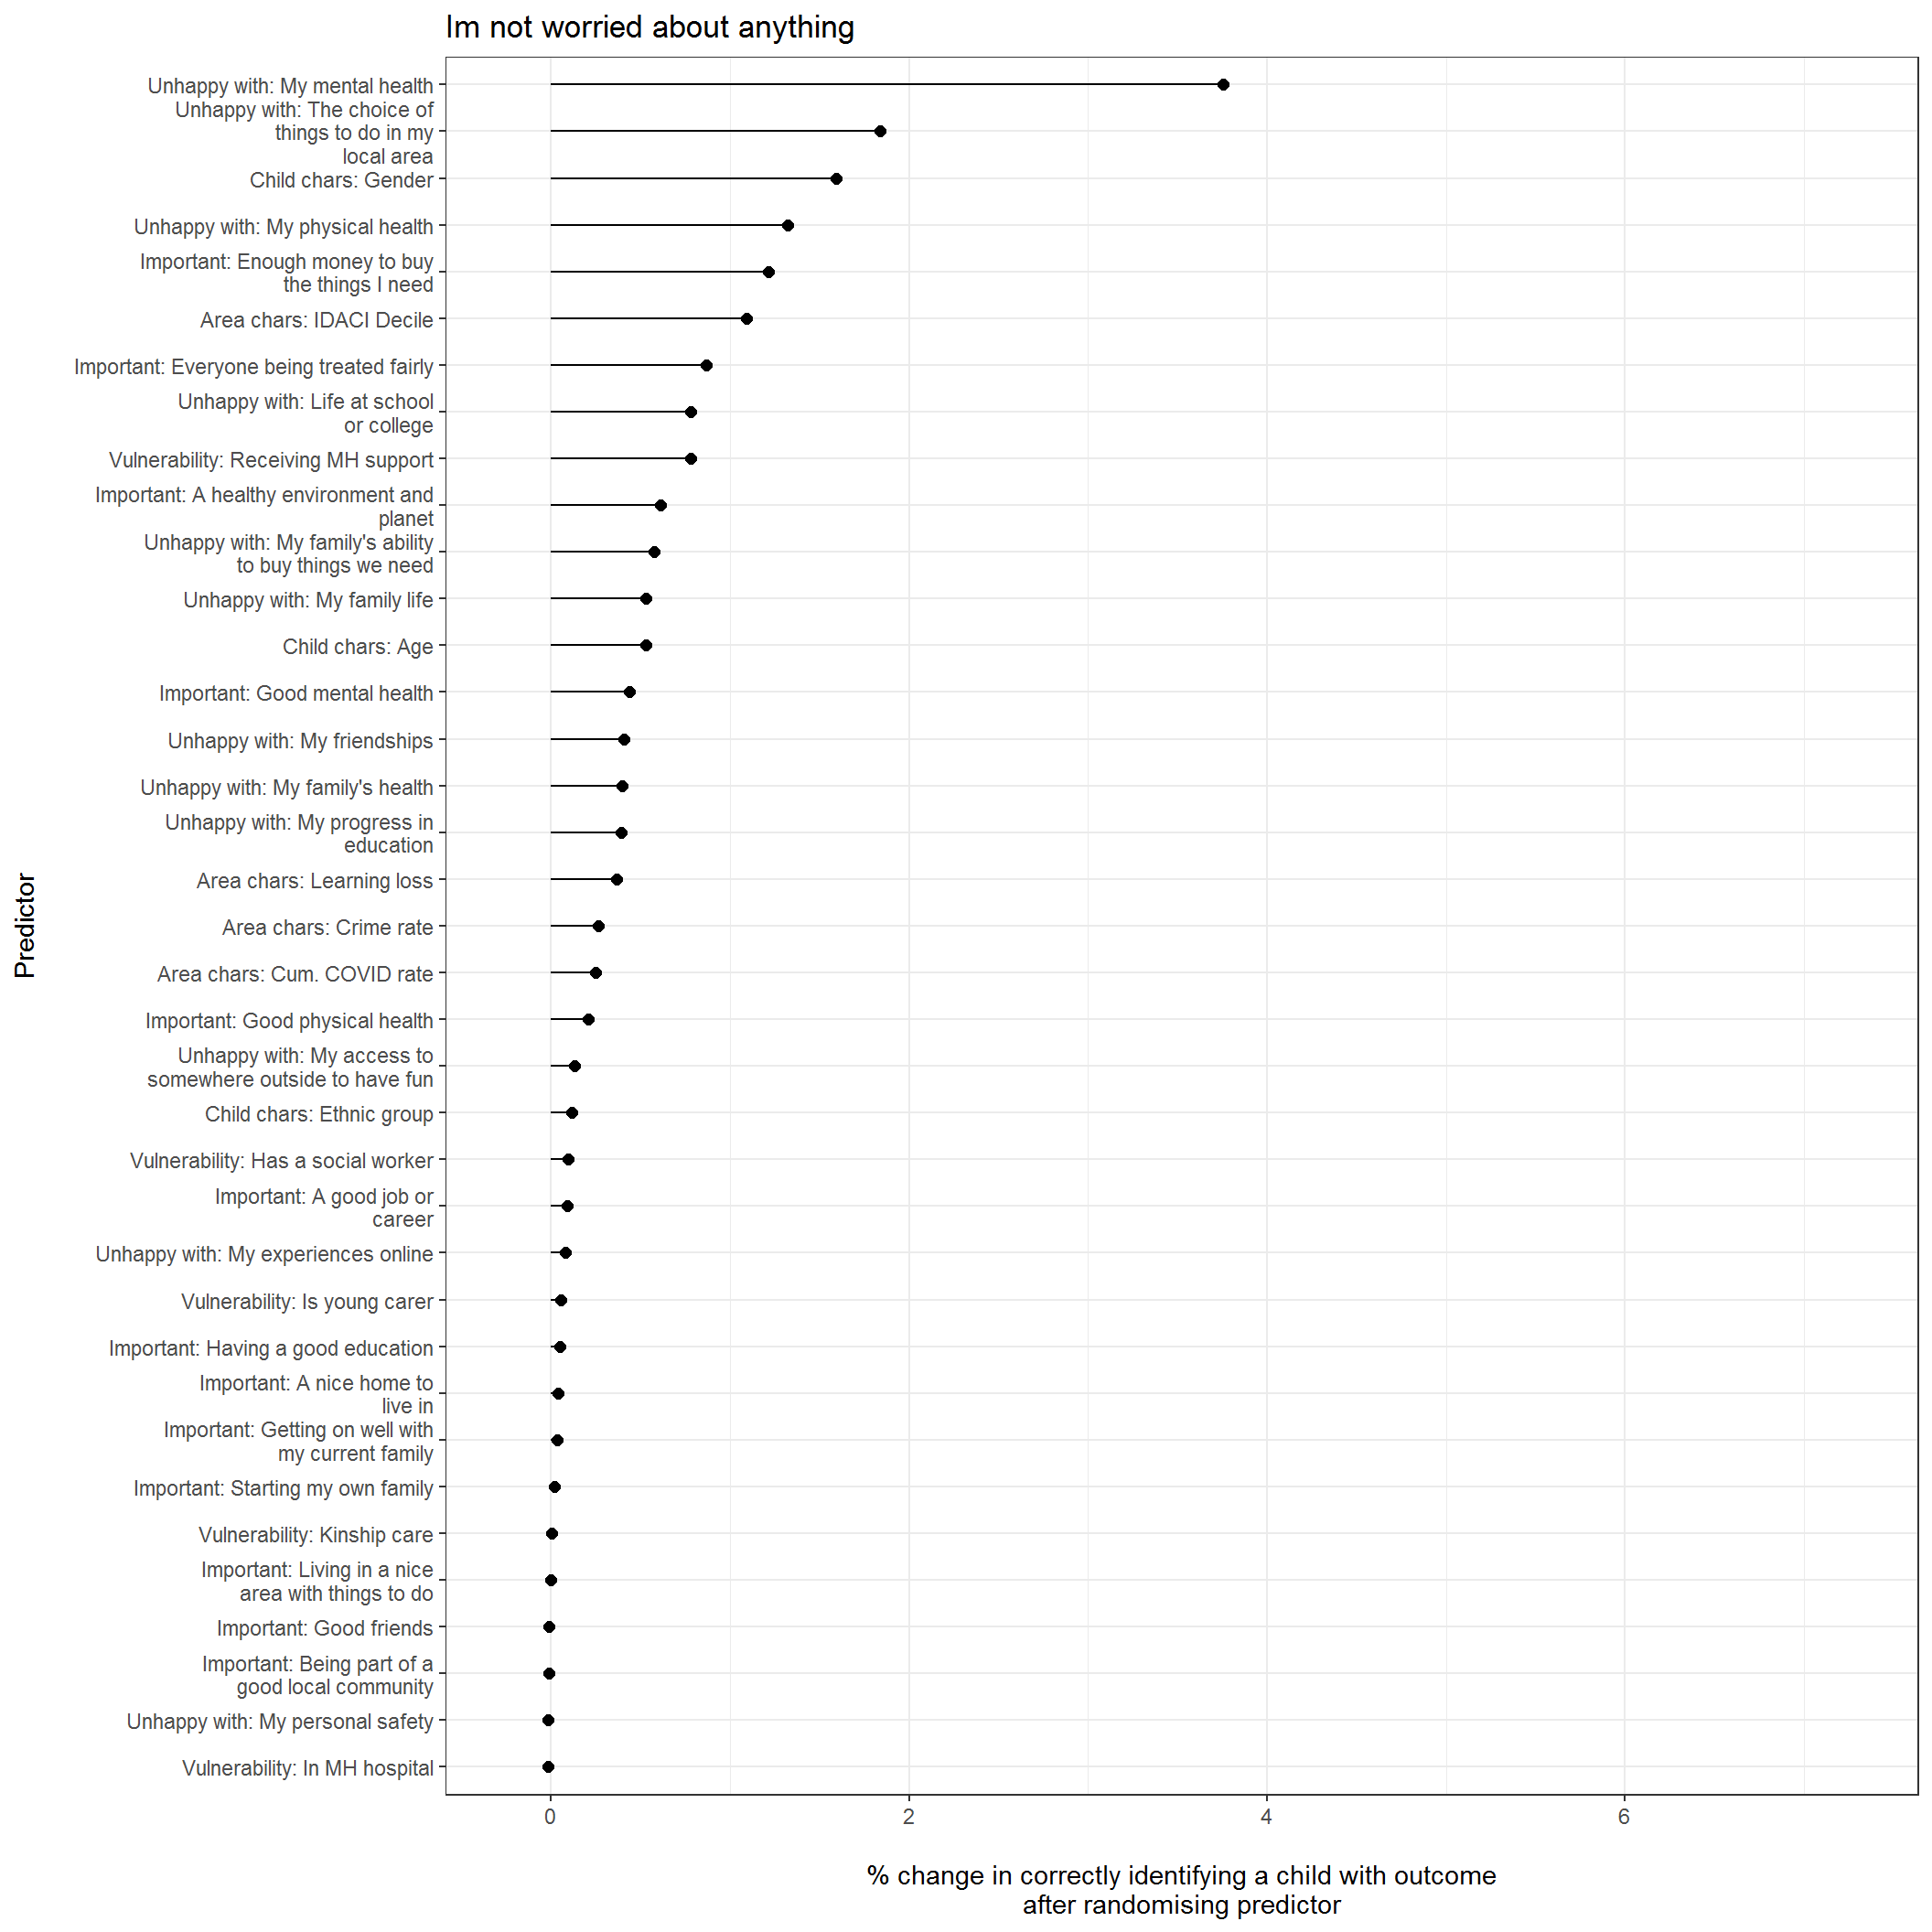 Im not worried about anything
Unhappy with: My mental health
Unhappy with: The choice of
things to do in my
local area
Child chars: Gender
Unhappy with: My physical health
Important: Enough money to buy
the things I need
Area chars: IDACI Decile
Important: Everyone being treated fairly
Unhappy with: Life at school
or college
Vulnerability: Receiving MH support
Important: A healthy environment and
planet
Unhappy with: My family's ability
to buy things we need
Unhappy with: My family life
Child chars: Age
Important: Good mental health
Unhappy with: My friendships
Unhappy with: My family's health
Unhappy with: My progress in
education
Area chars: Learning loss
Area chars: Crime rate
Area chars: Cum. COVID rate
Important: Good physical health
Unhappy with: My access to
somewhere outside to have fun
Child chars: Ethnic group
Vulnerability: Has a social worker
Important: A good job or
career
Unhappy with: My experiences online
Vulnerability: Is young carer
Important: Having a good education
Important: A nice home to
live in
Important: Getting on well with
my current family
Important: Starting my own family
Vulnerability: Kinship care
Important: Living in a nice
area with things to do
Important: Good friends
Important: Being part of a
good local community
Unhappy with: My personal safety
Vulnerability: In MH hospital
Predictor
0 2 4 6
% change in correctly identifying a child with outcome
after randomising predictor